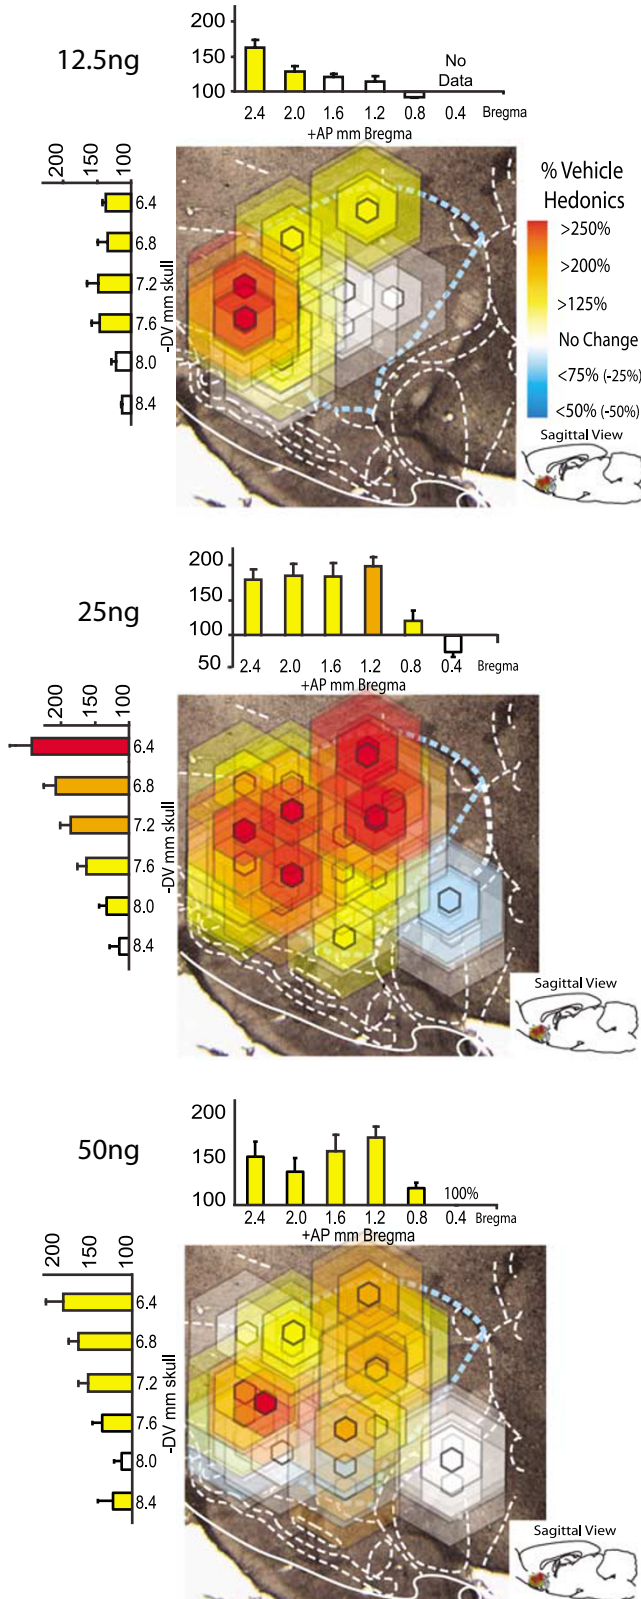 12.5ng
200
150
100
No
Data
2.4 2.0 1.6 1.2 0.8 0.4 Bregma
+AP mm Bregma
200 150 100
6.4
6.8
7.2
7.6
8.0
8.4
-DV mm skull
% Vehicle
Hedonics
>250%
>200%
>125%
No Change
<75% (-25%)
<50% (-50%)
Sagittal View
25ng
200
150
100
50
2.4 2.0 1.6 1.2 0.8 0.4 Bregma
+AP mm Bregma
200 150 100
6.4
6.8
7.2
7.6
8.0
8.4
-DV mm skull
Sagittal View
50ng
200
150
100
100%
2.4 2.0 1.6 1.2 0.8 0.4 Bregma
+AP mm Bregma
200 150 100
6.4
6.8
7.2
7.6
8.0
8.4
-DV mm skull
Sagittal View